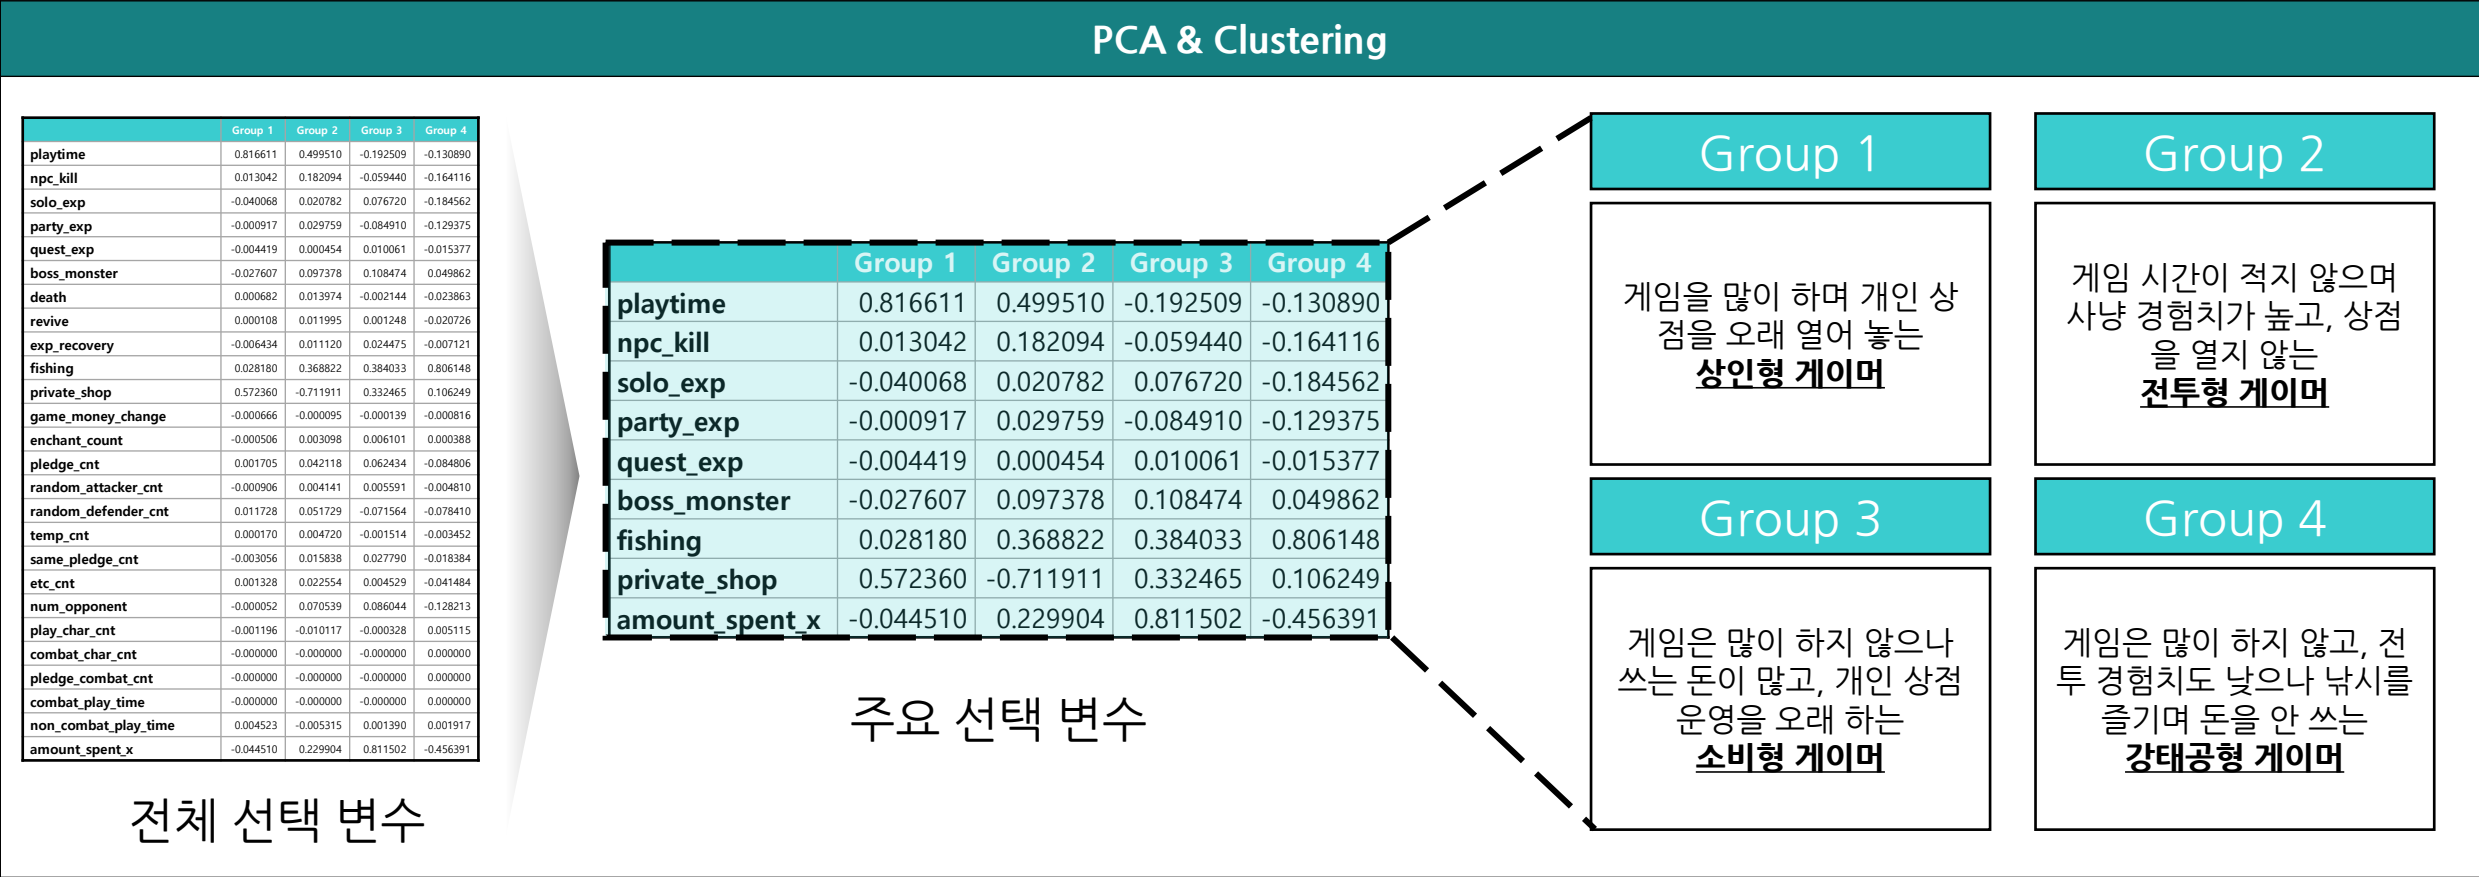 PCA & Clustering
Group 1 Group 2 Group 3 Group 4
playtime 0.816611 0.499510 -0.192509 -0.130890
npc_kill 0.013042 0.182094 -0.059440 -0.164116
solo_exp -0.040068 0.020782 0.076720 -0.184562
party_exp -0.000917 0.029759 -0.084910 -0.129375
quest_exp -0.004419 0.000454 0.010061 -0.015377
boss_monster -0.027607 0.097378 0.108474 0.049862
death 0.000682 0.013974 -0.002144 -0.023863
revive 0.000108 0.011995 0.001248 -0.020726
exp_recovery -0.006434 0.011120 0.024475 -0.007121
fishing 0.028180 0.368822 0.384033 0.806148
private_shop 0.572360 -0.711911 0.332465 0.106249
game_money_change -0.000666 -0.000095 -0.000139 -0.000816
enchant_count -0.000506 0.003098 0.006101 0.000388
pledge_cnt 0.001705 0.042118 0.062434 -0.084806
random_attacker_cnt -0.000906 0.004141 0.005591 -0.004810
random_defender_cnt 0.011728 0.051729 -0.071564 -0.078410
temp_cnt 0.000170 0.004720 -0.001514 -0.003452
same_pledge_cnt -0.003056 0.015838 0.027790 -0.018384
etc_cnt 0.001328 0.022554 0.004529 -0.041484
num_opponent -0.000052 0.070539 0.086044 -0.128213
play_char_cnt -0.001196 -0.010117 -0.000328 0.005115
combat_char_cnt -0.000000 -0.000000 -0.000000 0.000000
pledge_combat_cnt -0.000000 -0.000000 -0.000000 0.000000
combat_play_time -0.000000 -0.000000 -0.000000 0.000000
non_combat_play_time 0.004523 -0.005315 0.001390 0.001917
amount_spent_x -0.044510 0.229904 0.811502 -0.456391
전체 선택 변수
Group 1 Group 2 Group 3 Group 4
playtime 0.816611 0.499510 -0.192509 -0.130890
npc_kill 0.013042 0.182094 -0.059440 -0.164116
solo_exp -0.040068 0.020782 0.076720 -0.184562
party_exp -0.000917 0.029759 -0.084910 -0.129375
quest_exp -0.004419 0.000454 0.010061 -0.015377
boss_monster -0.027607 0.097378 0.108474 0.049862
fishing 0.028180 0.368822 0.384033 0.806148
private_shop 0.572360 -0.711911 0.332465 0.106249
amount_spent_x -0.044510 0.229904 0.811502 -0.456391
주요 선택 변수
Group 1
게임을 많이 하며 개인 상
점을 오래 열어 놓는
상인형 게이머
Group 2
게임 시간이 적지 않으며
사냥 경험치가 높고, 상점
을 열지 않는
전투형 게이머
Group 3
게임은 많이 하지 않으나
쓰는 돈이 많고, 개인 상점
운영을 오래 하는
소비형 게이머
Group 4
게임은 많이 하지 않고, 전
투 경험치도 낮으나 낚시를
즐기며 돈을 안 쓰는
강태공형 게이머